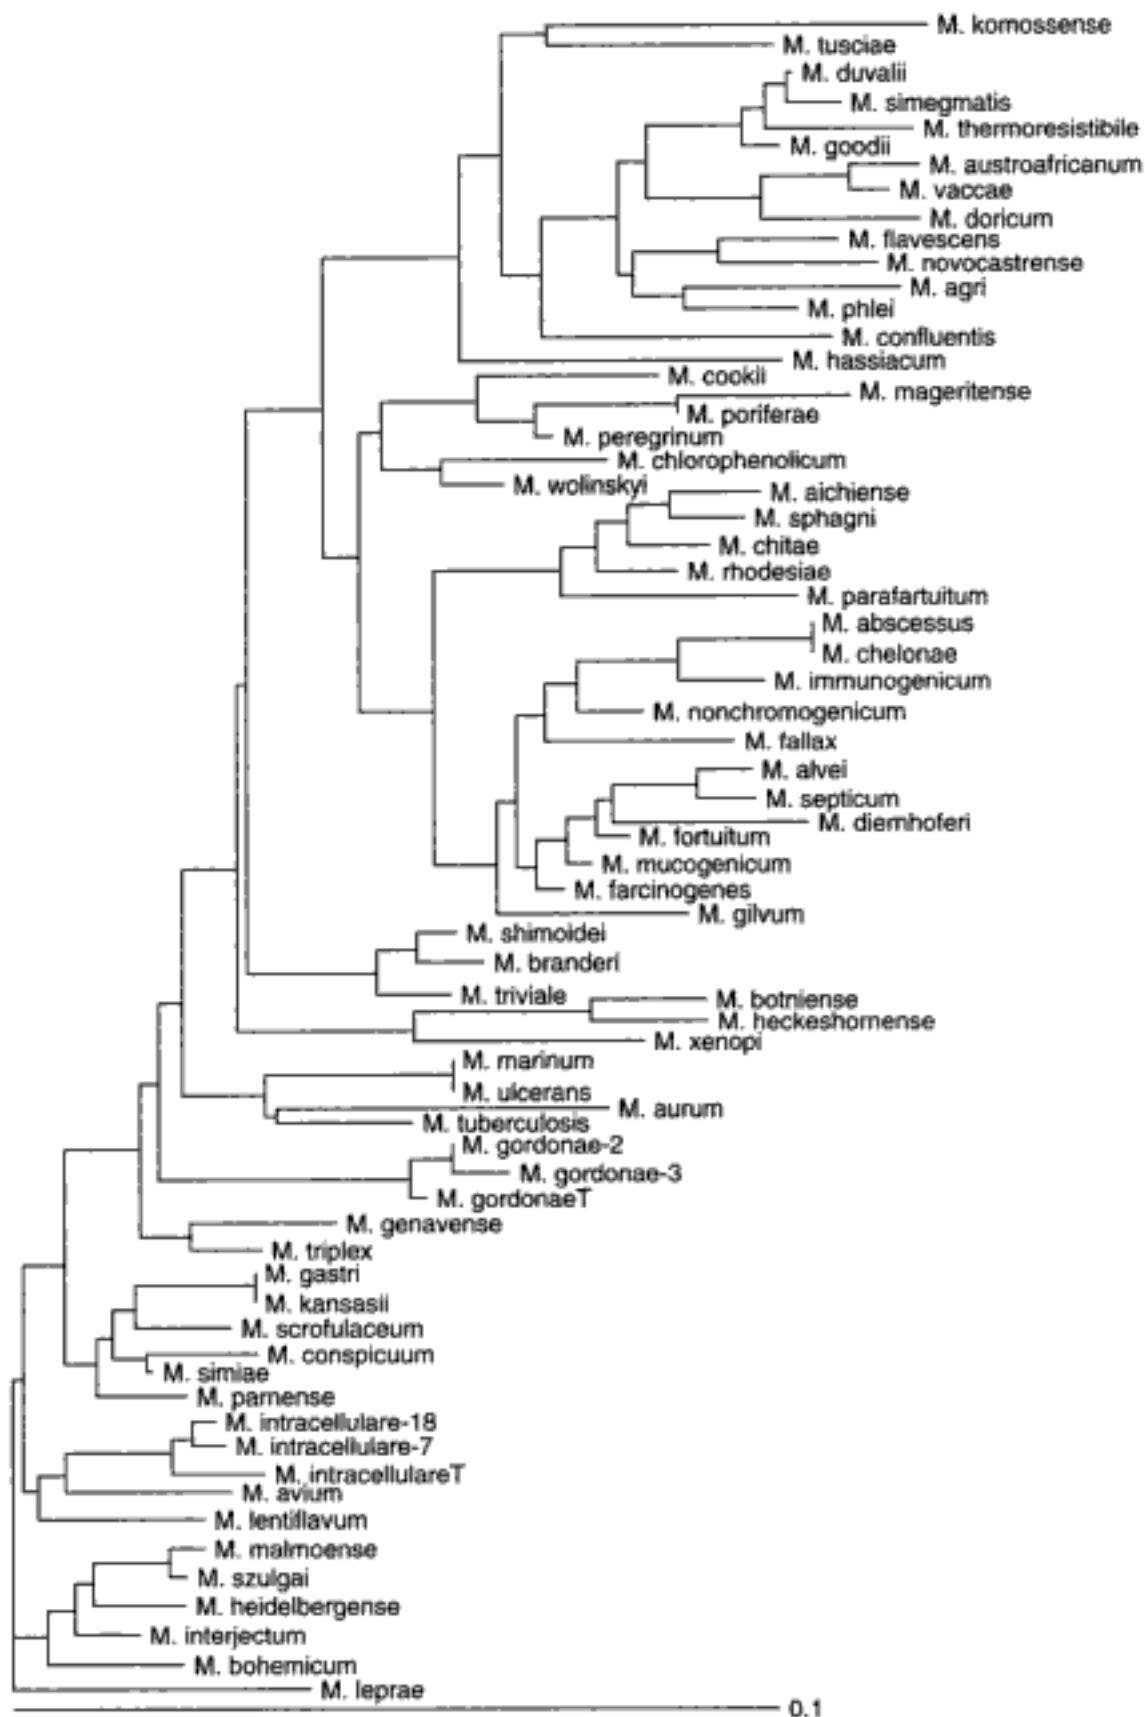 M. komossense
M. tusciae
M. duvalii
M. simegmatis
M. thermoresistibile
M. goodii
M. austroafricanum
M. vaccae
M. doricum
M. flavescens
M. novocastrense
M. agri
M. phlei
M. confluentis
M. hassiacum
M. cookii
M. mageritense
M. poriferae
M. peregrinum
M. chlorophenolicum
M. wolinskyi
M. aichiense
M. sphagni
M. chitae
M. rhodesiae
M. parafartuitum
M. abscessus
M. chelonae
M. immunogenicum
M. nonchromogenicum
M. fallax
M. alvei
M. septicum
M. diernhoferi
M. fortuitum
M. mucogenicum
M. farcinogenes
M. gilvum
M. shimoidei
M. branderi
M. triviale
M. botniense
M. heckeshornense
M. xenopi
M. marinum
M. ulcerans
M. aurum
M. tuberculosis
M. gordonae-2
M. gordonae-3
M. gordonaeT
M. genavense
M. triplex
M. gastri
M. kansasii
M. scrofulaceum
M. conspicuum
M. simiae
M. parnense
M. intracellulare-18
M. intracellulare-7
M. intracellulareT
M. avium
M. lentiflavum
M. malmoense
M. szulgai
M. heidelbergense
M. interjectum
M. bohemicum
M. leprae
0.1